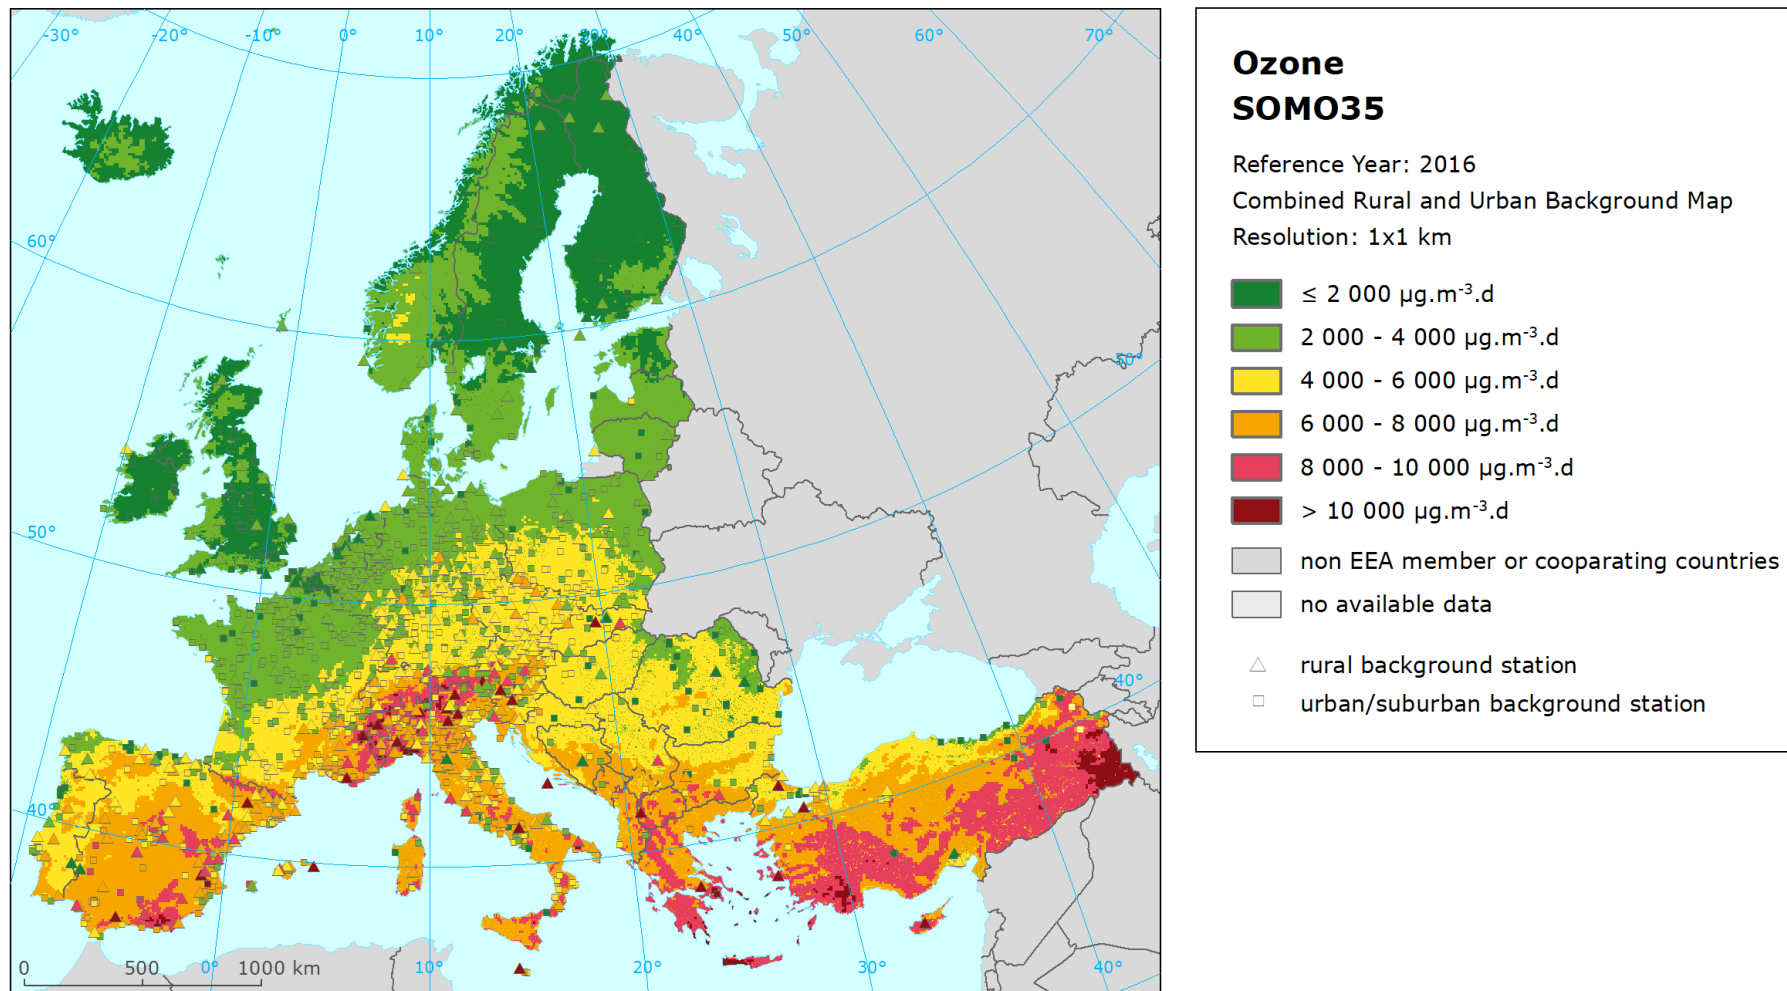 -30°
-20°
-10°
0°
10°
20°
30°
40°
50°
60°
70°
60°
50°
50°
40°
40°
0
500
1000 km
0°
10°
20°
30°
40°
Ozone
SOMO35
Reference Year: 2016
Combined Rural and Urban Background Map
Resolution: 1x1 km
≤ 2 000 µg.m-3.d
2 000 - 4 000 µg.m-3.d
4 000 - 6 000 µg.m-3.d
6 000 - 8 000 µg.m-3.d
8 000 - 10 000 µg.m-3.d
> 10 000 µg.m-3.d
non EEA member or cooparating countries
no available data
rural background station
urban/suburban background station